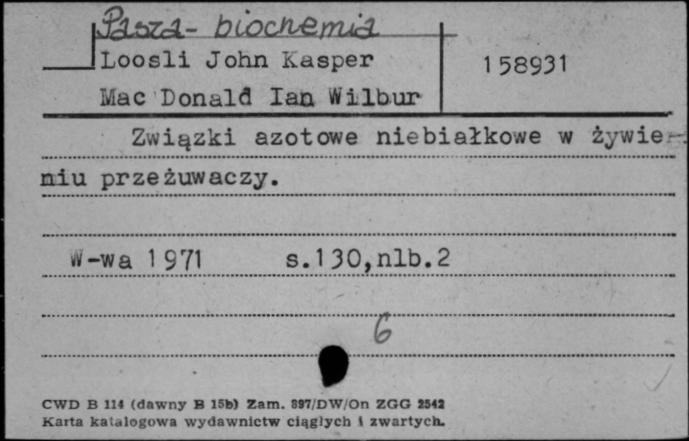 Pasza - biochemia
Loosli John Kasper
158931
Mac Donald Ian Wilbur
Związki azotowe niebiałkowe w żywie-
niu przeżuwaczy.
W-wa 1971 s.130,nlb.2
6
CWD B 114 (dawny B 15b) Zam. 897/DW/On ZGG 2542
Karta katalogowa wydawnictw ciągłych i zwartych.